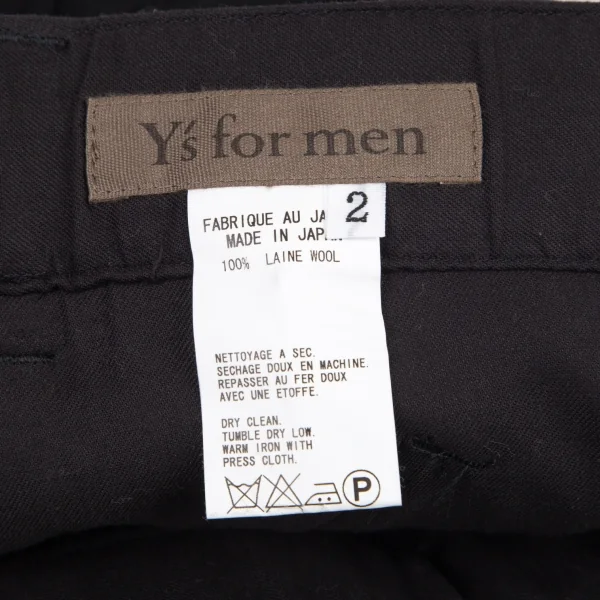 Y's for men
2
FABRIQUE AU JA
MADE IN JAPAN
100% LAINE WOOL
NETTOYAGE A SEC.
SECHAGE DOUX EN MACHINE.
REPASSER AU FER DOUX
AVEC UNE ETOFFE.
DRY CLEAN.
TUMBLE DRY LOW.
WARM IRON WITH
PRESS CLOTH.
P